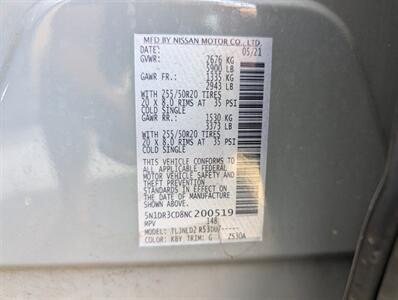 MFD BY NISSAN MOTOR CO., LTD.
DATE: 05/21
GVWR: 2676 KG
5900 LB
GAWR FR.: 1335 KG
2943 LB
WITH 255/50R20 TIRES
20 X 8.0 RIMS AT 35 PSI
COLD SINGLE
GAWR RR.: 1530 KG
3373 LB
WITH 255/50R20 TIRES
20 X 8.0 RIMS AT 35 PSI
COLD SINGLE
THIS VEHICLE CONFORMS TO ALL
APPLICABLE FEDERAL
MOTOR VEHICLE SAFETY AND THEFT
PREVENTION STANDARDS IN
EFFECT ON THE DATE OF
MANUFACTURE SHOWN ABOVE.
5N1DR3CD8NC200519
MPV 148
MODEL:
COLOR: KBY TRIM: G Z530A